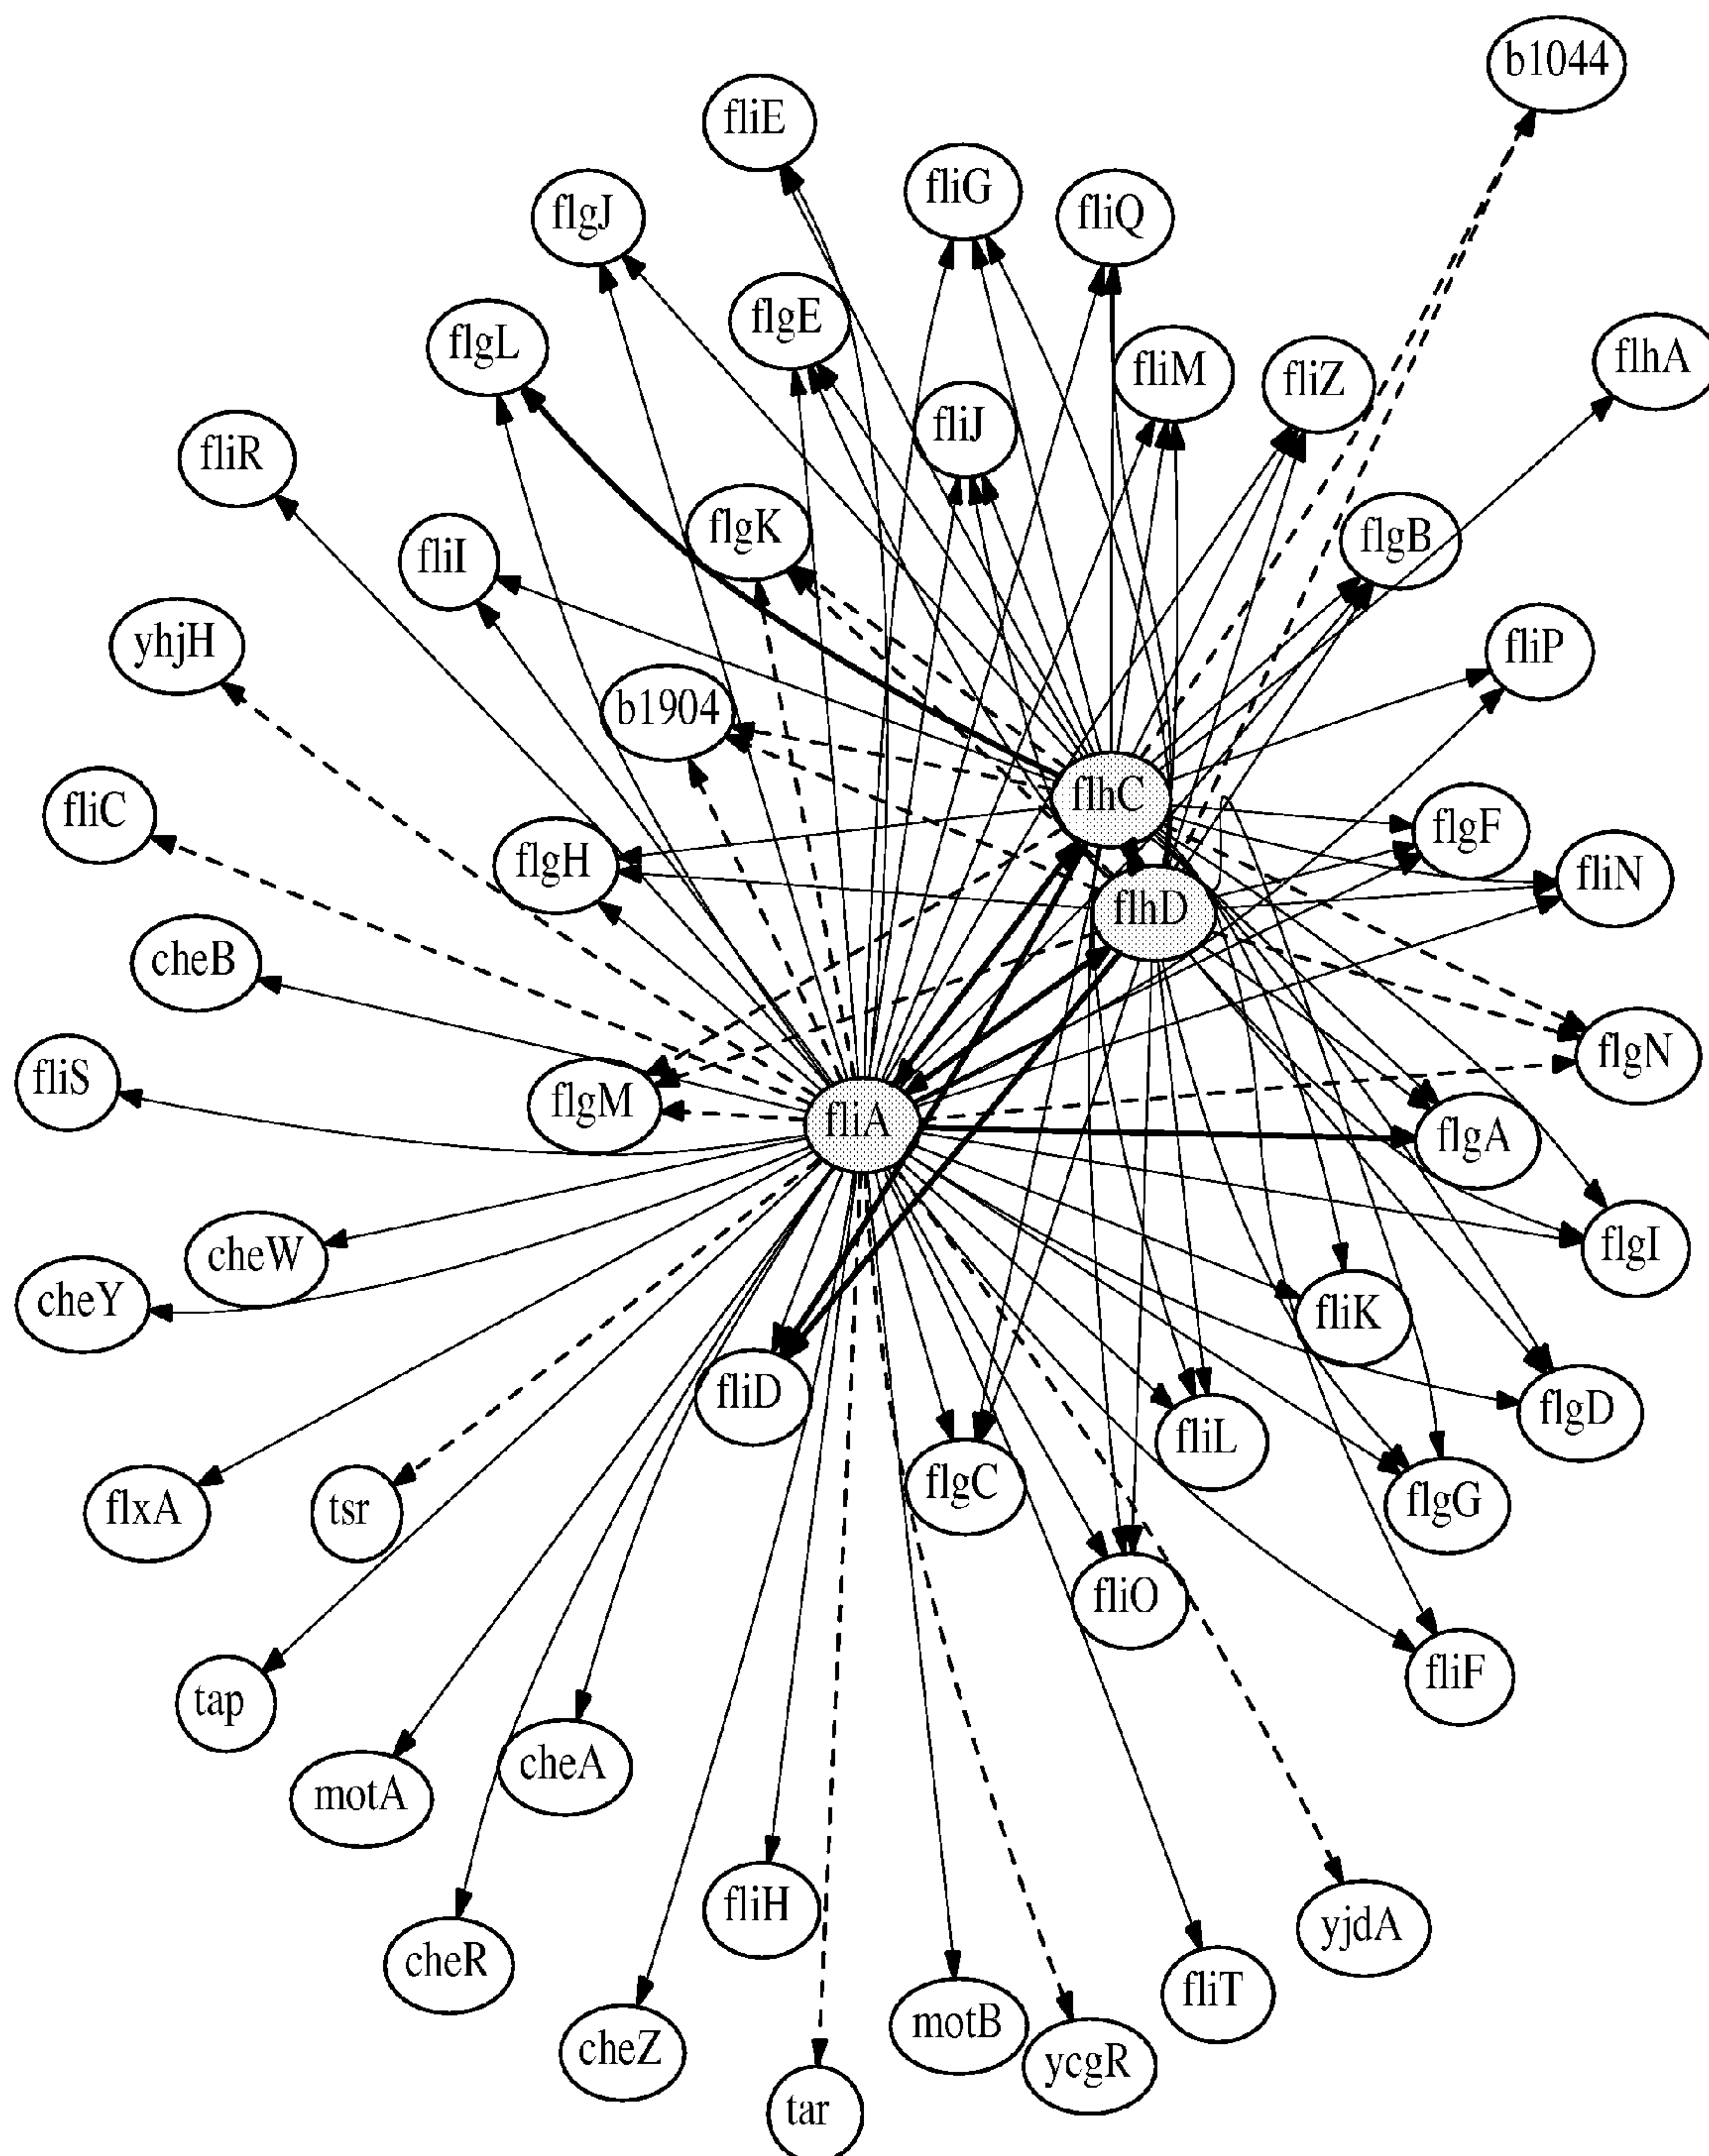 b1044
fliE
fliG
fliQ
flgJ
flgE
flgL
fliM
fliZ
flhA
fliJ
fliR
flgK
flgB
fliI
yhjH
fliP
b1904
flhC
fliC
flgF
flgH
fliN
flhD
cheB
flgN
fliS
flgM
fliA
flgA
flgI
cheW
cheY
fliK
fliD
flgD
fliL
flgC
flgG
flxA
tsr
fliO
fliF
tap
cheA
motA
fliH
yjdA
cheR
fliT
motB
cheZ
ycgR
tar